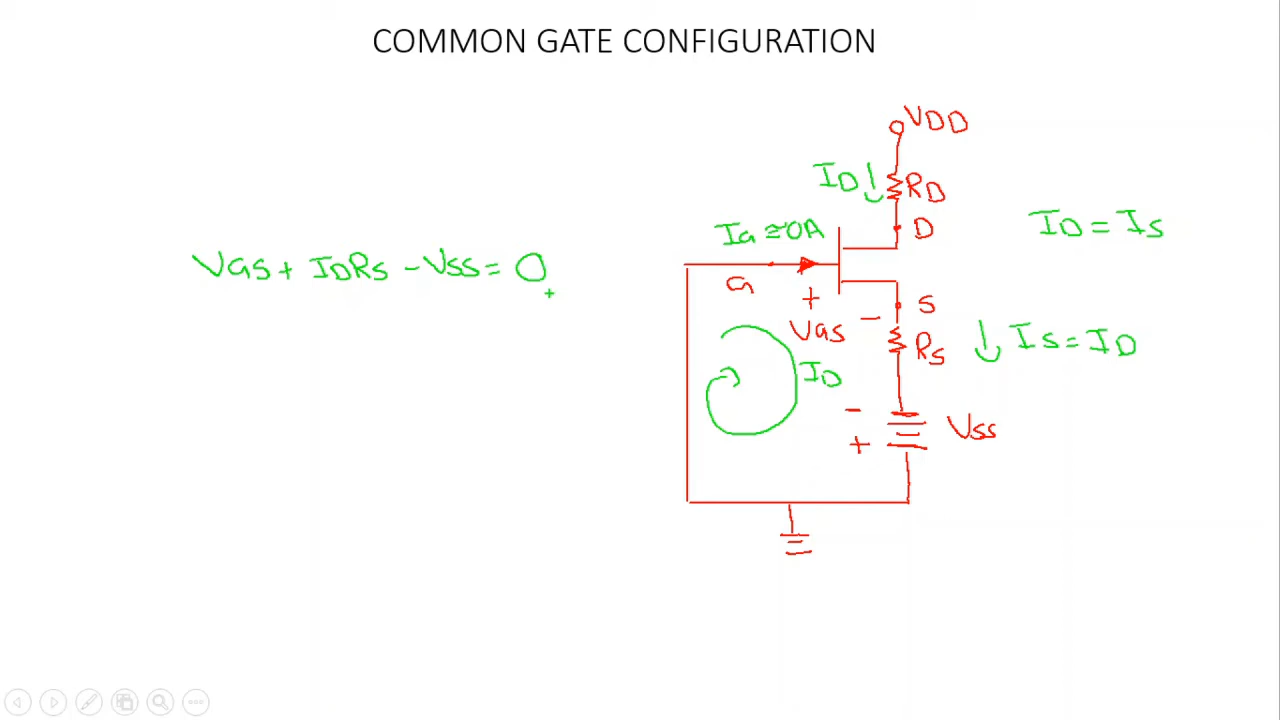 COMMON GATE CONFIGURATION
VDD
ID
RD
IG ≅ 0A
D
ID = IS
VGS + IDRS - VSS = 0
G
+
VGS
-
S
RS
IS = ID
ID
-
+
VSS